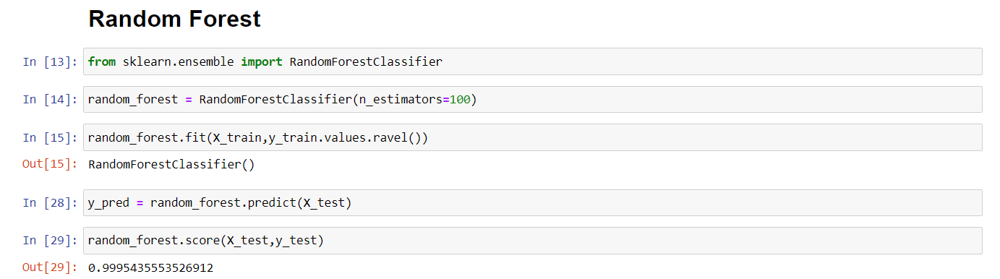 Random Forest
In [13]: from sklearn.ensemble import RandomForestClassifier
In [14]: random_forest = RandomForestClassifier(n_estimators=100)
In [15]: random_forest.fit(X_train,y_train.values.ravel())
Out[15]: RandomForestClassifier()
In [28]: y_pred = random_forest.predict(X_test)
In [29]: random_forest.score(X_test,y_test)
Out[29]: 0.9995435553526912